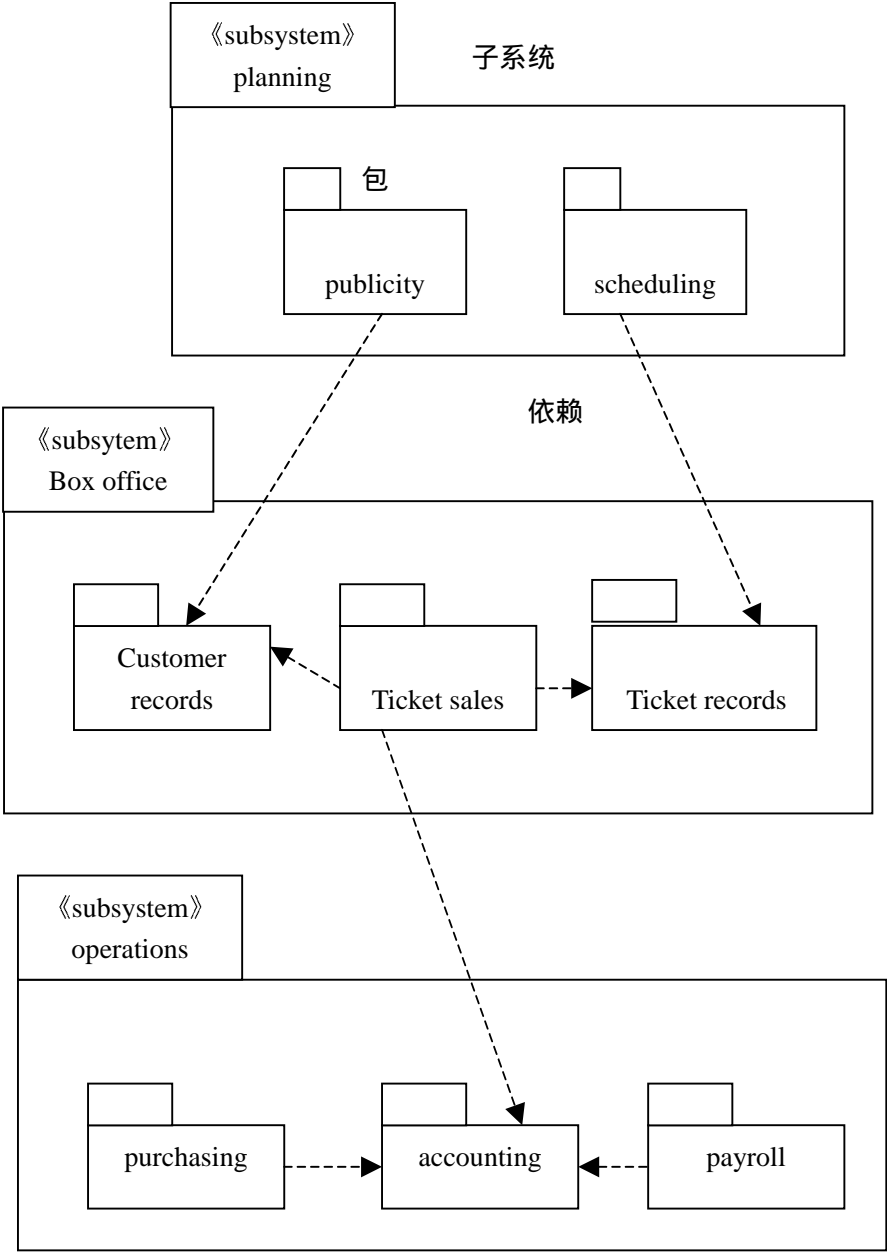 《subsystem》
planning
子系统
包
publicity
scheduling
依赖
《subsytem》
Box office
Customer
records
Ticket sales
Ticket records
《subsystem》
operations
purchasing
accounting
payroll